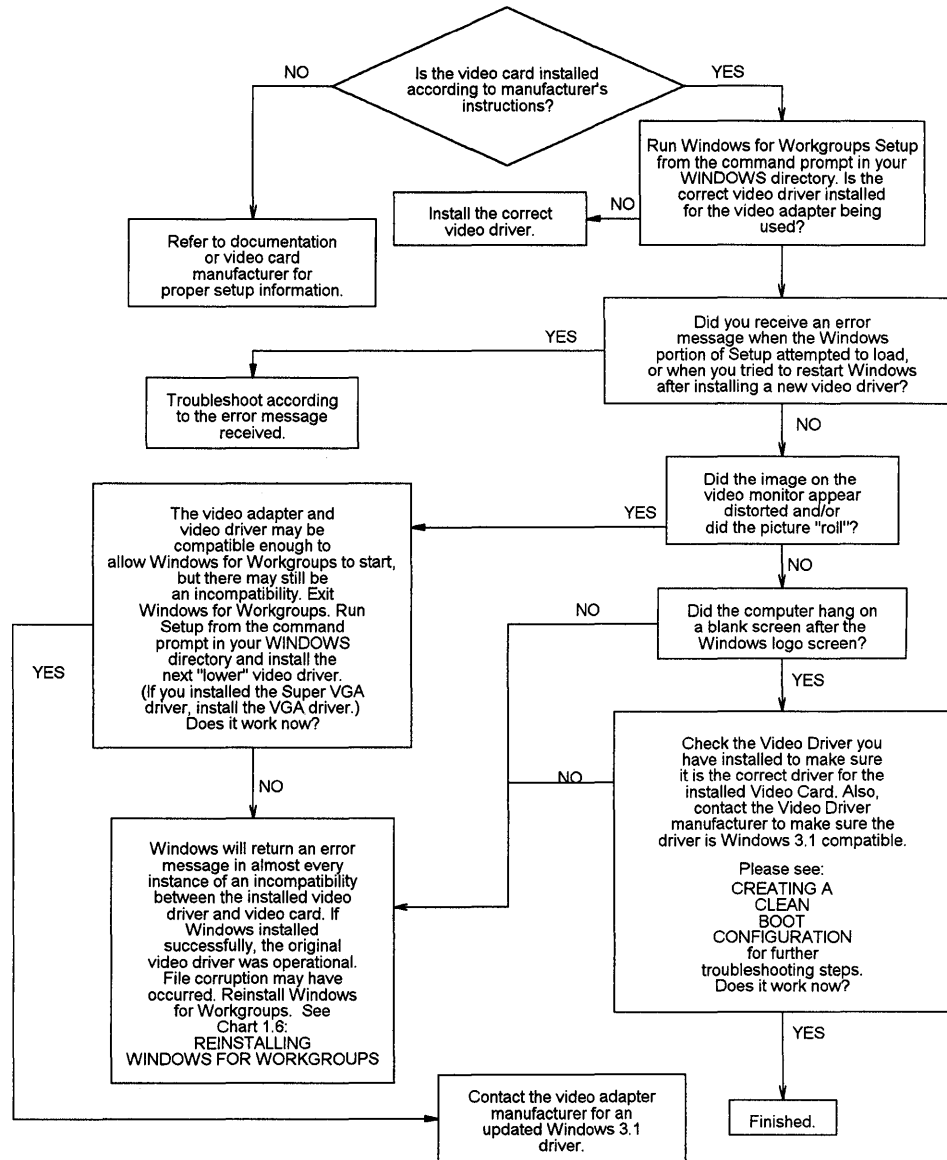 NO
YES
Is the video card installed
according to manufacturer's
instructions?
Run Windows for Workgroups Setup
from the command prompt in your
WINDOWS directory. Is the
correct video driver installed
for the video adapter being
used?
NO
Install the correct
video driver.
Refer to documentation
or video card
manufacturer for
proper setup information.
Did you receive an error
message when the Windows
portion of Setup attempted to load,
or when you tried to restart Windows
after installing a new video driver?
YES
Troubleshoot according
to the error message
received.
NO
Did the image on the
video monitor appear
distorted and/or
did the picture "roll"?
YES
The video adapter and
video driver may be
compatible enough to
allow Windows for Workgroups to start,
but there may still be
an incompatibility. Exit
Windows for Workgroups. Run
Setup from the command
prompt in your WINDOWS
directory and install the
next "lower" video driver.
(If you installed the Super VGA
driver, install the VGA driver.)
Does it work now?
NO
Did the computer hang on
a blank screen after the
Windows logo screen?
NO
YES
YES
Check the Video Driver you
have installed to make sure
it is the correct driver for the
installed Video Card. Also,
contact the Video Driver
manufacturer to make sure the
driver is Windows 3.1 compatible.
Please see:
CREATING A
CLEAN
BOOT
CONFIGURATION
for further
troubleshooting steps.
Does it work now?
NO
NO
Windows will return an error
message in almost every
instance of an incompatibility
between the installed video
driver and video card. If
Windows installed
successfully, the original
video driver was operational.
File corruption may have
occurred. Reinstall Windows
for Workgroups. See
Chart 1.6:
REINSTALLING
WINDOWS FOR WORKGROUPS
YES
Contact the video adapter
manufacturer for an
updated Windows 3.1
driver.
Finished.